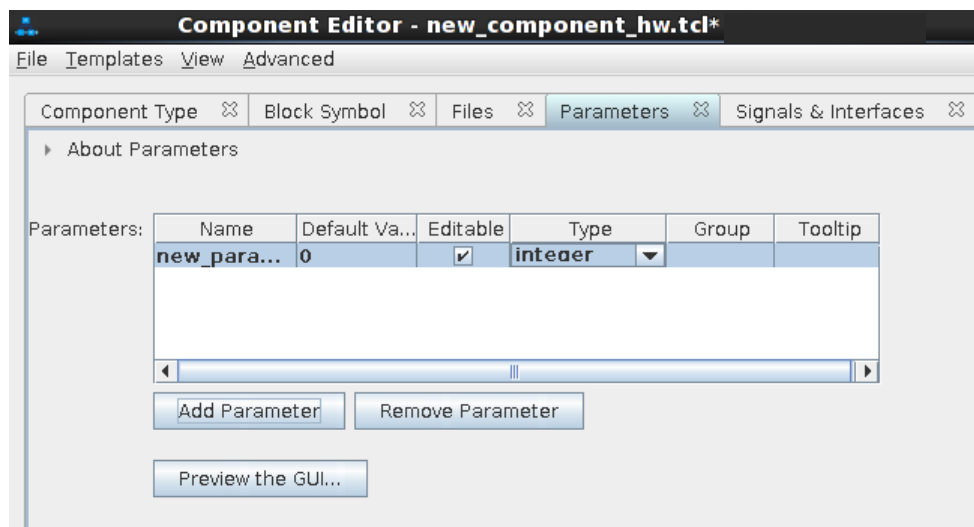 Component Editor - new_component_hw.tcl*
File Templates View Advanced
Component Type Block Symbol Files Parameters Signals & Interfaces
About Parameters
Parameters: Name Default Va... Editable Type Group Tooltip
new_para... 0 integer
Add Parameter Remove Parameter
Preview the GUI...